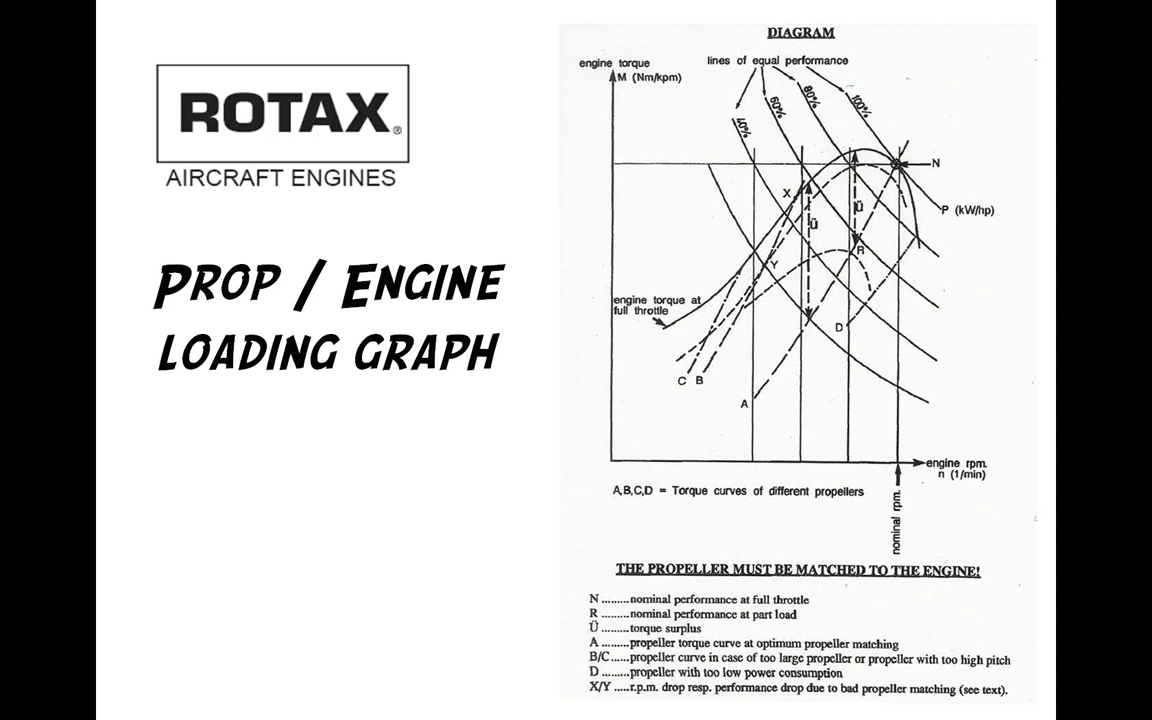 ROTAX®
AIRCRAFT ENGINES
PROP / ENGINE
LOADING GRAPH
DIAGRAM
engine torque
M (Nm/kpm)
lines of equal performance
40%
60%
80%
100%
N
P (kW/hp)
X
Ü
Ü
Y
R
engine torque at
full throttle
D
C B
A
engine rpm.
n (1/min)
nominal rpm.
A,B,C,D = Torque curves of different propellers
THE PROPELLER MUST BE MATCHED TO THE ENGINE!
N .........nominal performance at full throttle
R .........nominal performance at part load
Ü .........torque surplus
A .........propeller torque curve at optimum propeller matching
B/C......propeller curve in case of too large propeller or propeller with too high pitch
D .........propeller with too low power consumption
X/Y .....r.p.m. drop resp. performance drop due to bad propeller matching (see text).